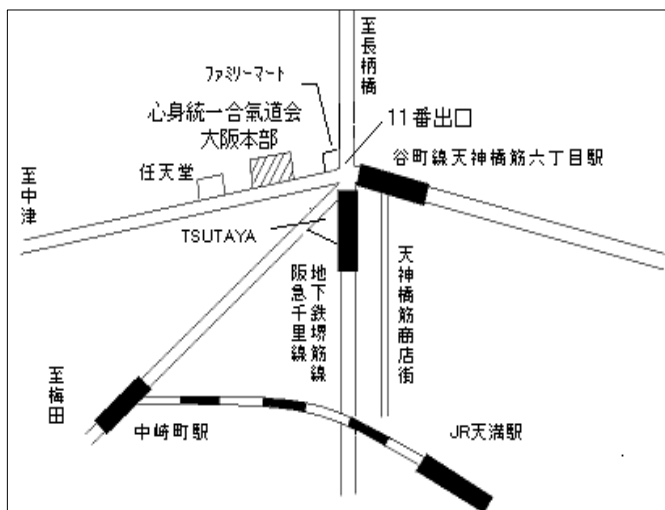 至長柄橋
ファミリーマート
11番出口
心身統一合氣道会
大阪本部
谷町線天神橋筋六丁目駅
任天堂
至中津
TSUTAYA
地下鉄堺筋線
阪急千里線
天神橋筋商店街
至梅田
中崎町駅
JR天満駅